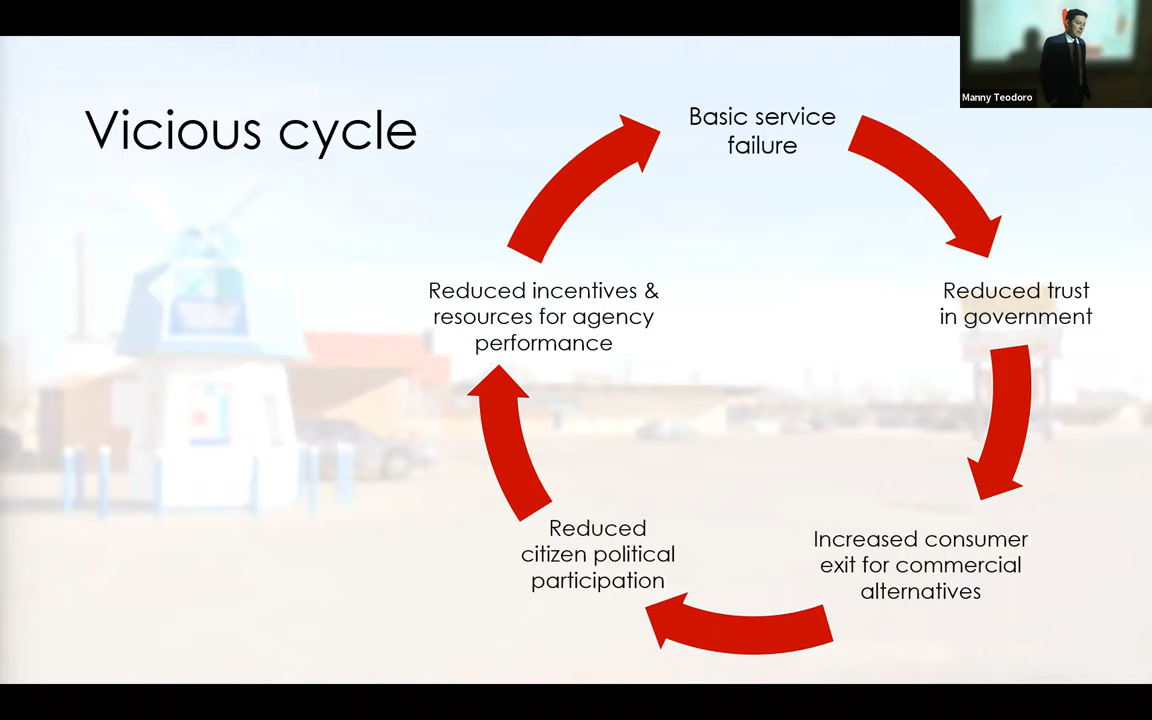 Manny Teodoro
Vicious cycle
Basic service
failure
Reduced trust
in government
Increased consumer
exit for commercial
alternatives
Reduced
citizen political
participation
Reduced incentives &
resources for agency
performance